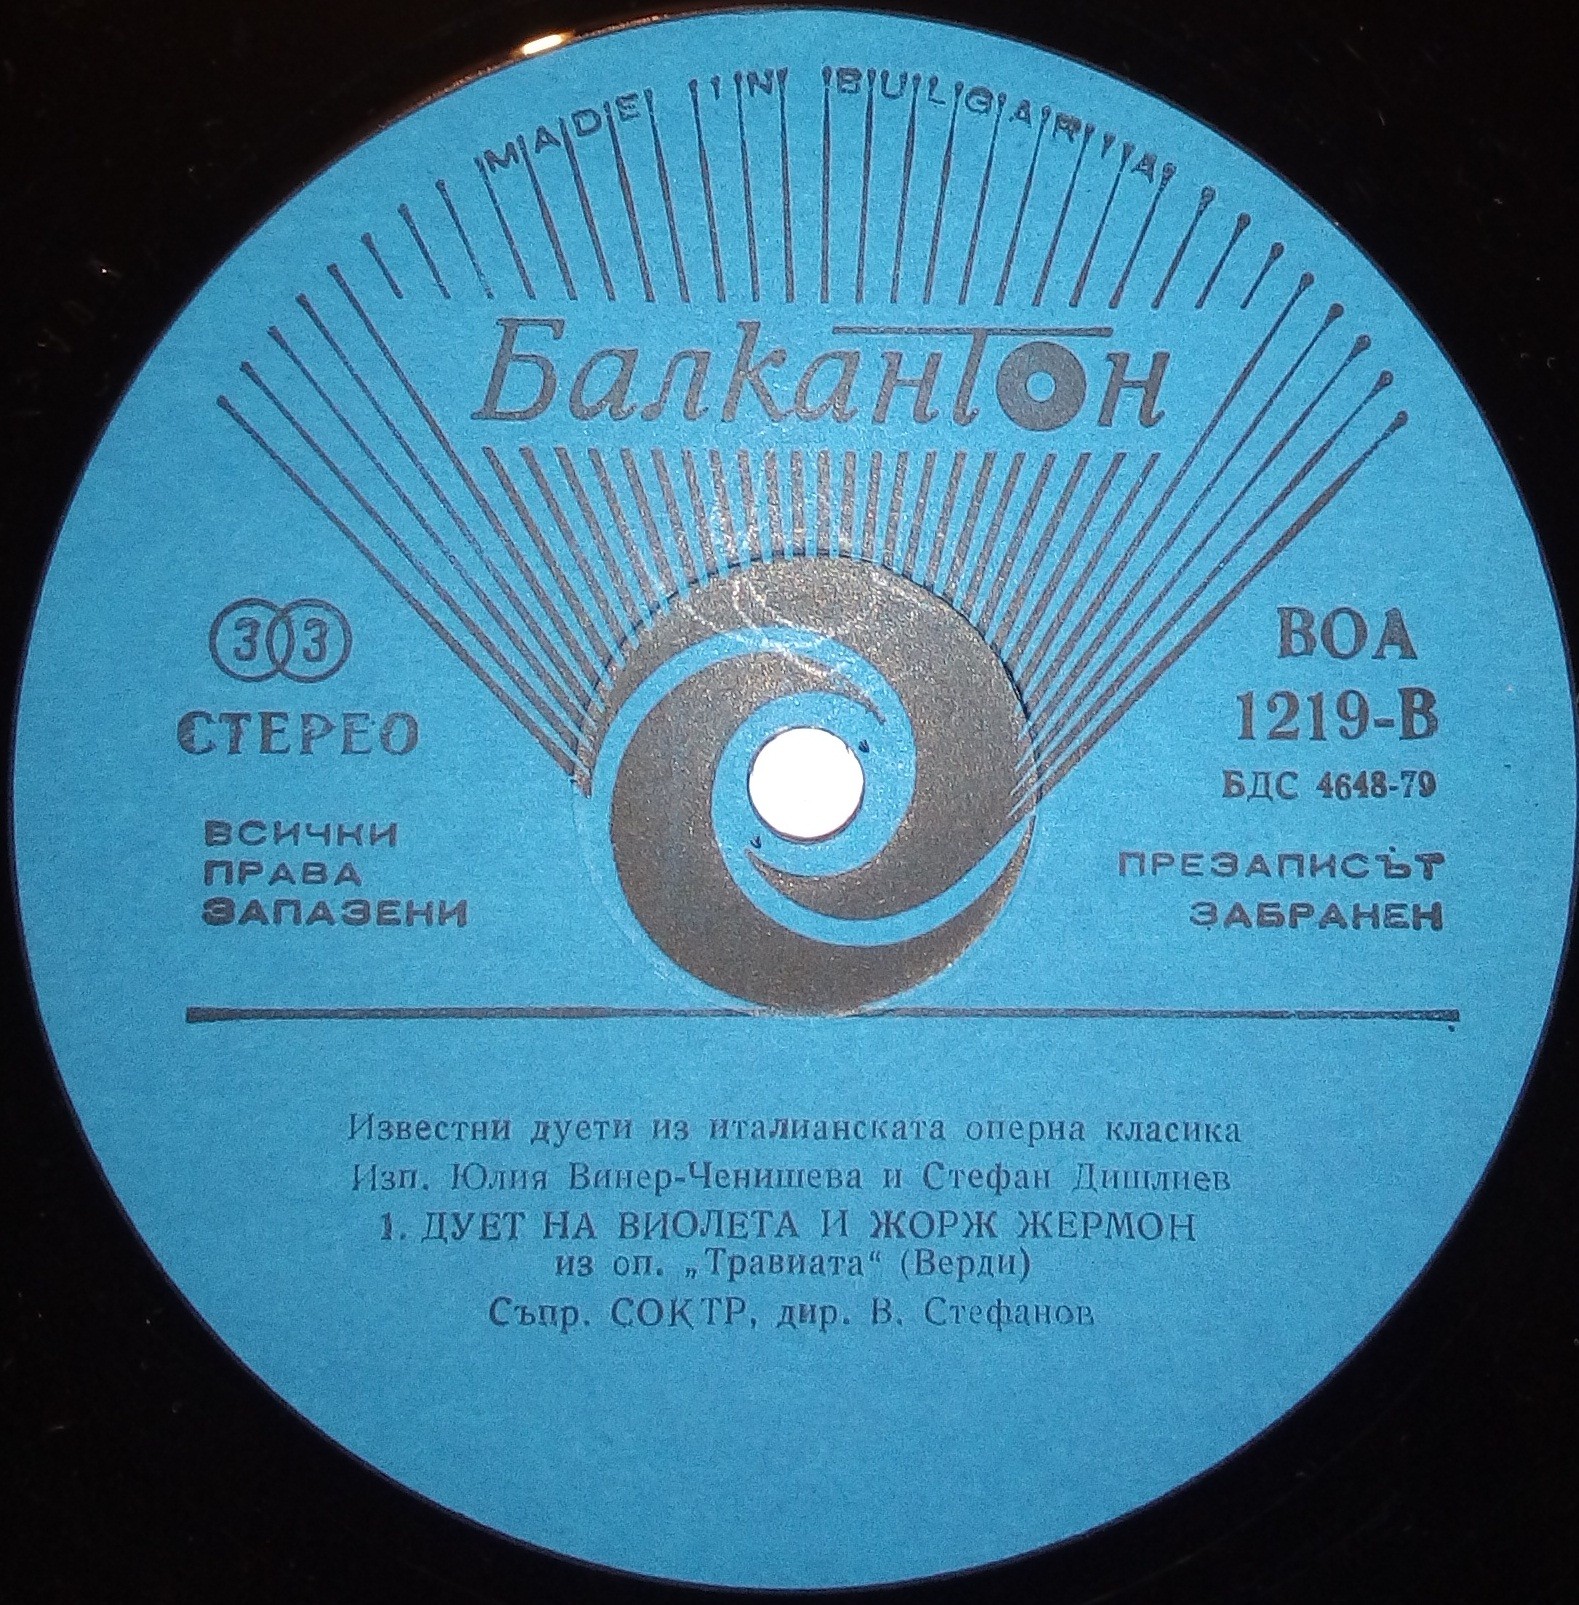 MADE IN BULGARIA
Балкантон
33
СТЕРЕО
ВСИЧКИ
ПРАВА
ЗАПАЗЕНИ
ВОА
1219-В
БДС 4648-79
ПРЕЗАПИСЪТ
ЗАБРАНЕН
Известни дуети из италианската оперна класика
Изп. Юлия Винер-Ченишева и Стефан Дишлиев
1. ДУЕТ НА ВИОЛЕТА И ЖОРЖ ЖЕРМОН
из оп. „Травиата“ (Верди)
Съпр. СОКТР, дир. В. Стефанов